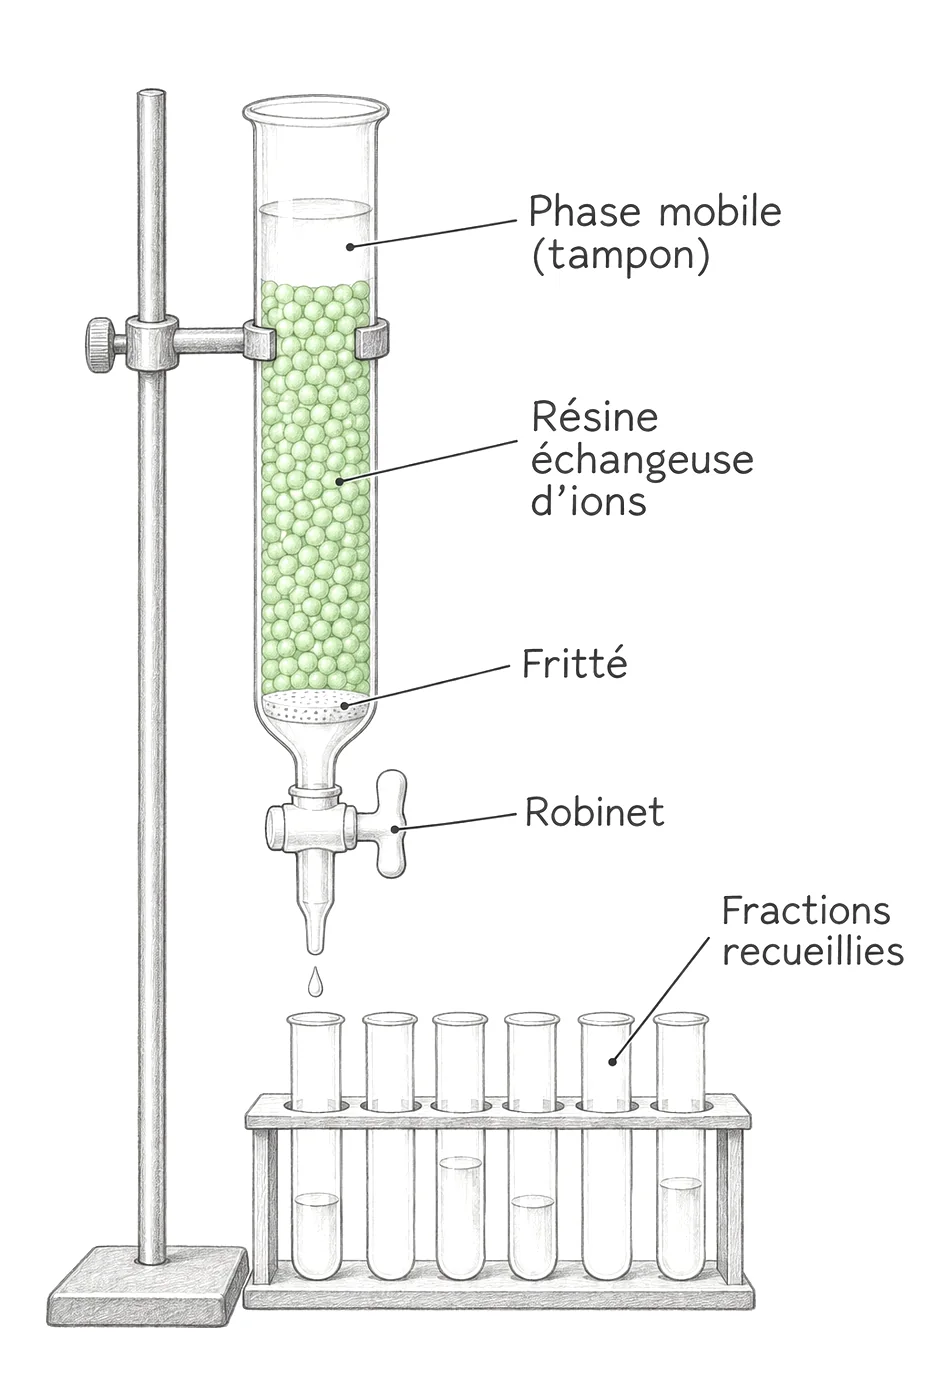 Phase mobile
(tampon)
Résine
échangeuse
d’ions
Fritté
Robinet
Fractions
recueillies